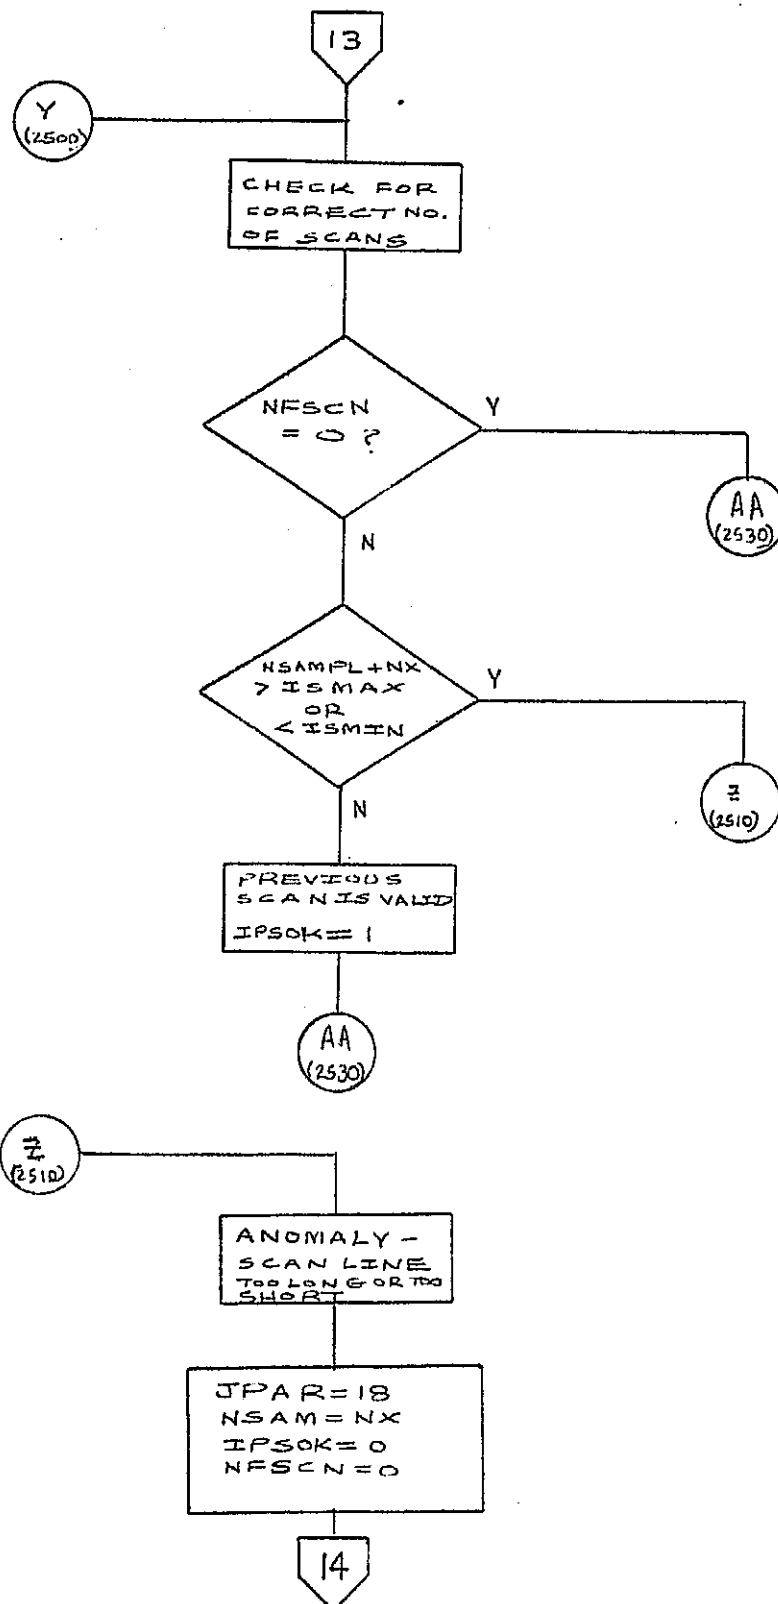 13
Y
(2500)
CHECK FOR
CORRECT NO.
OF SCANS
NFSCN
= 0 ?
Y
AA
(2530)
N
NSAMPL+NX
> ISMAX
OR
< ISMIN
Y
Z
(2510)
N
PREVIOUS
SCAN IS VALID
IPSOK = 1
AA
(2530)
Z
(2510)
ANOMALY -
SCAN LINE
TOO LONG OR TOO
SHORT
JPAR = 18
NSAM = NX
IPSOK = 0
NFSCN = 0
14